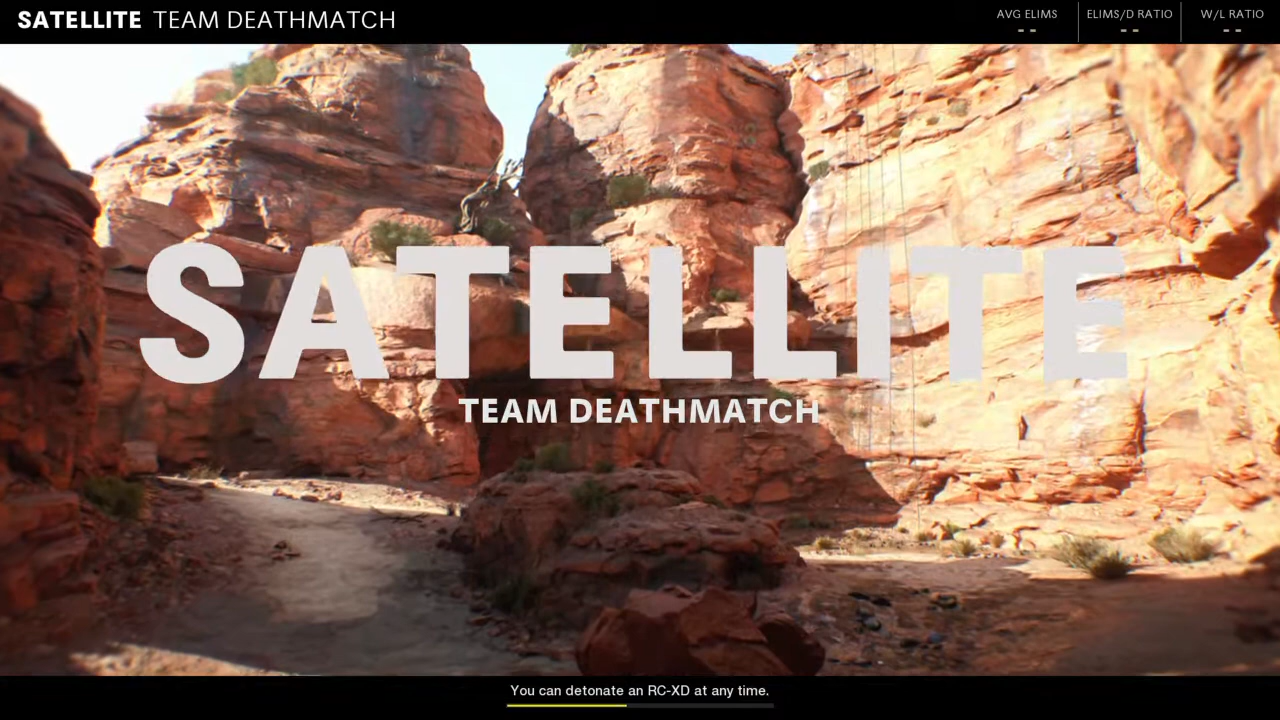 SATELLITE TEAM DEATHMATCH
AVG ELIMS
- -
ELIMS/D RATIO
- -
W/L RATIO
- -
SATELLITE
TEAM DEATHMATCH
You can detonate an RC-XD at any time.